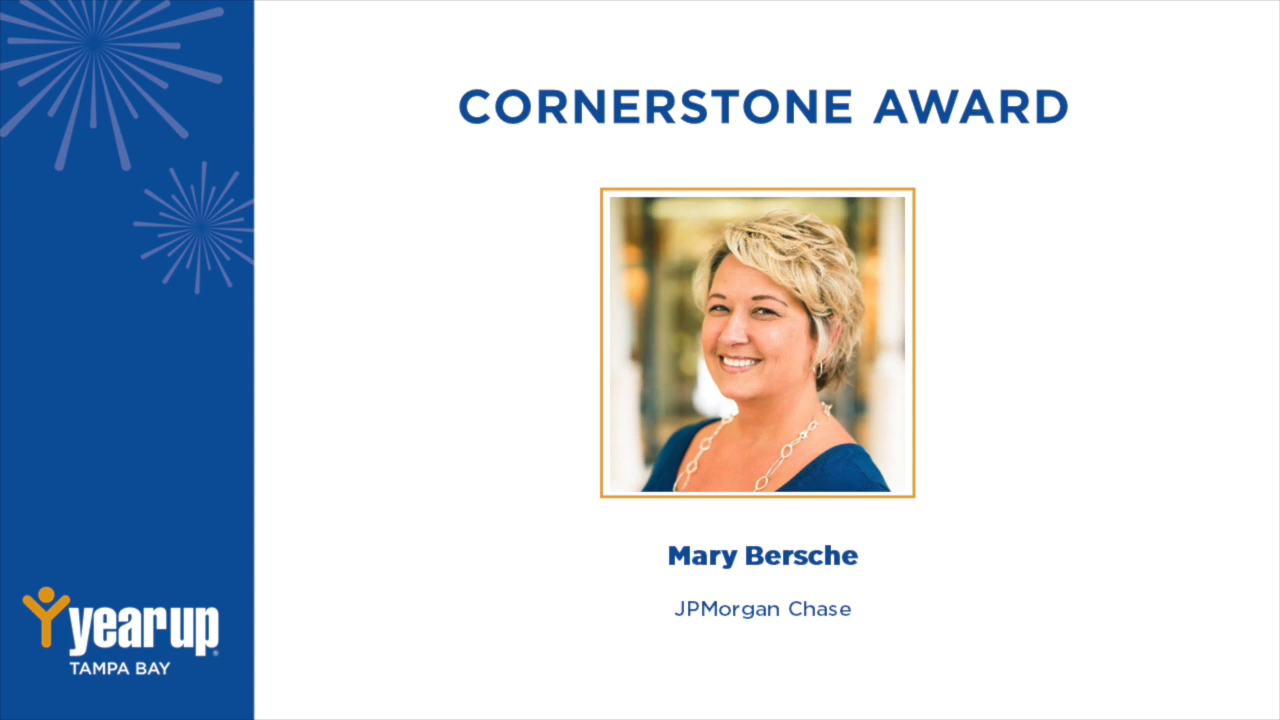 CORNERSTONE AWARD
Mary Bersche
JPMorgan Chase
year up
TAMPA BAY